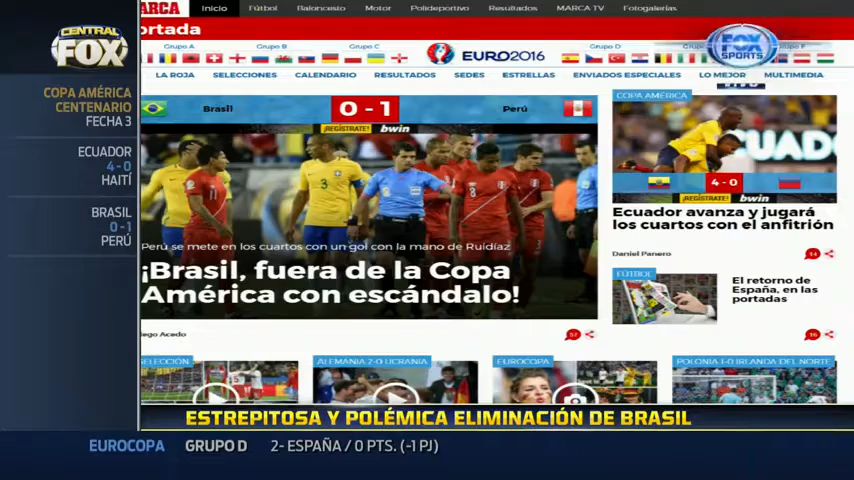 CENTRAL
FOX
COPA AMÉRICA
CENTENARIO
FECHA 3
ECUADOR
4-0
HAITÍ
BRASIL
0-1
PERÚ
MARCA
Inicio
Fútbol
Baloncesto
Motor
Polideportivo
Resultados
MARCA TV
Fotogalerías
ortada
FOX
SPORTS
Grupo A
Grupo B
Grupo C
EURO2016
Grupo D
LA ROJA
SELECCIONES
CALENDARIO
RESULTADOS
SEDES
ESTRELLAS
ENVIADOS ESPECIALES
LO MEJOR
MULTIMEDIA
VIVO
Brasil
0 - 1
Perú
¡REGÍSTRATE! bwin
Perú se mete en los cuartos con un gol con la mano de Ruidíaz
¡Brasil, fuera de la Copa
América con escándalo!
iego Acedo
57
COPA AMÉRICA
4 - 0
¡REGÍSTRATE! bwin
Ecuador avanza y jugará
los cuartos con el anfitrión
Daniel Panero
14
FÚTBOL
El retorno de
España, en las
portadas
16
SELECCIÓN
ALEMANIA 2-0 UCRANIA
EUROCOPA
POLONIA 1-0 IRLANDA DEL NORTE
ESTREPITOSA Y POLÉMICA ELIMINACIÓN DE BRASIL
EUROCOPA GRUPO D 2- ESPAÑA / 0 PTS. (-1 PJ)